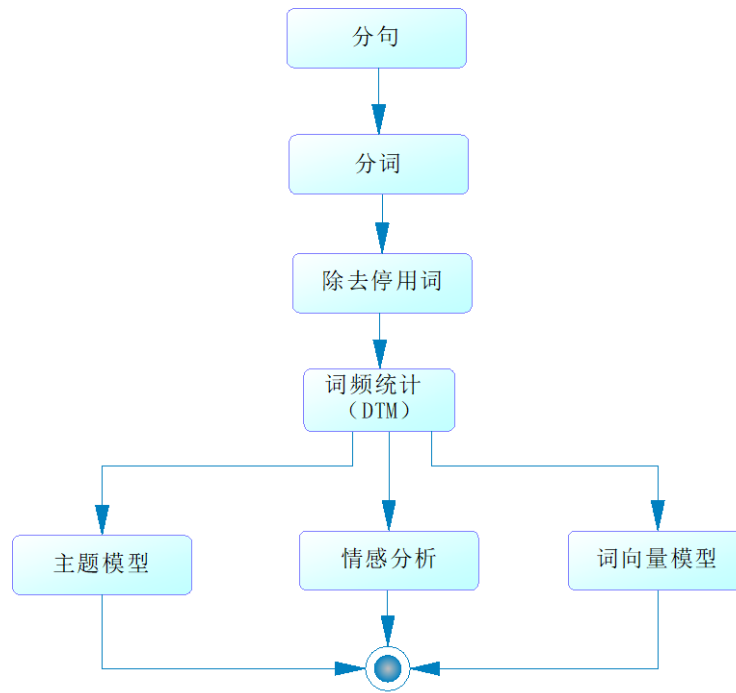 分句
分词
除去停用词
词频统计
（DTM）
主题模型
情感分析
词向量模型